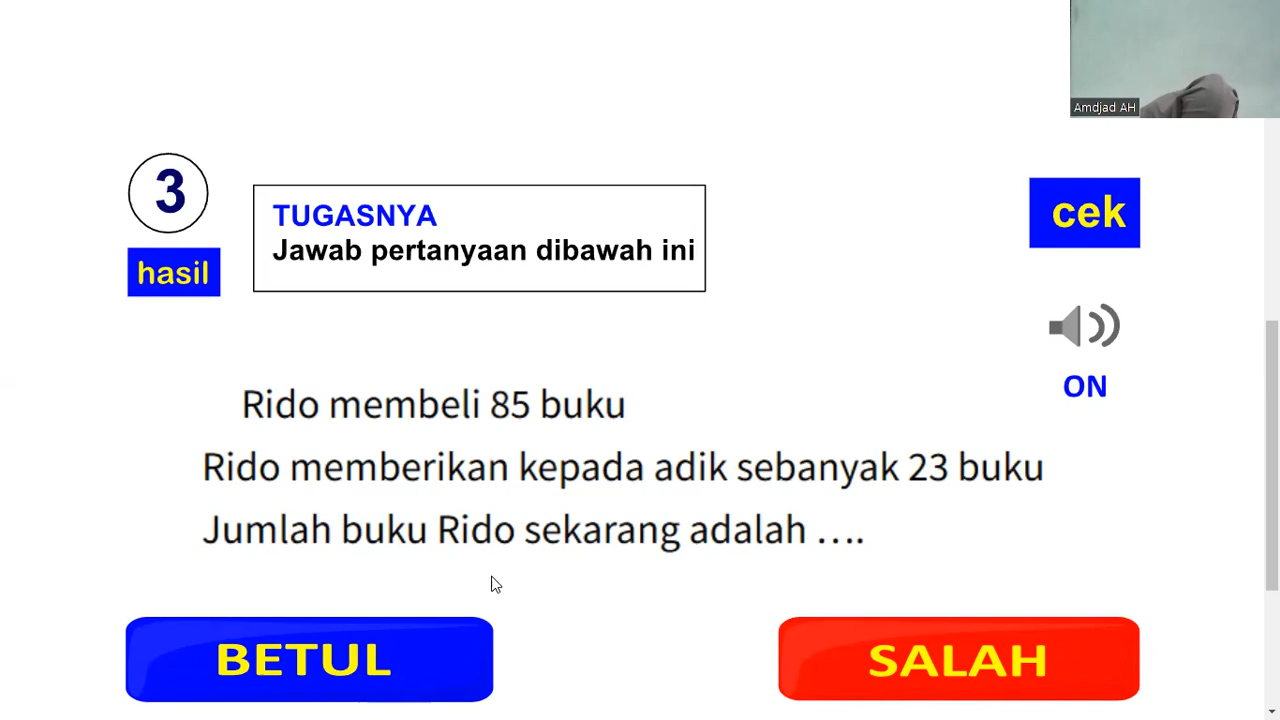 Amdjad AH
3
TUGASNYA
Jawab pertanyaan dibawah ini
cek
hasil
ON
Rido membeli 85 buku
Rido memberikan kepada adik sebanyak 23 buku
Jumlah buku Rido sekarang adalah ….
BETUL
SALAH